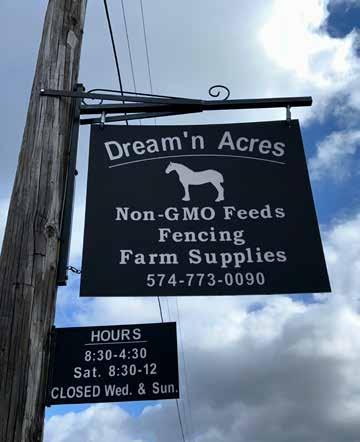 Dream'n Acres
Non-GMO Feeds
Fencing
Farm Supplies
574-773-0090
HOURS
8:30-4:30
Sat. 8:30-12
CLOSED Wed. & Sun.